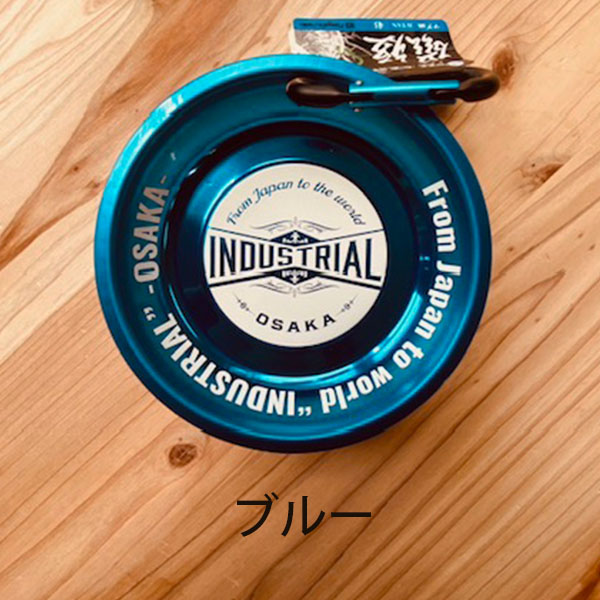 From Japan to the world
INDUSTRIAL
OSAKA
From Japan to world "INDUSTRIAL" -OSAKA-
ブルー